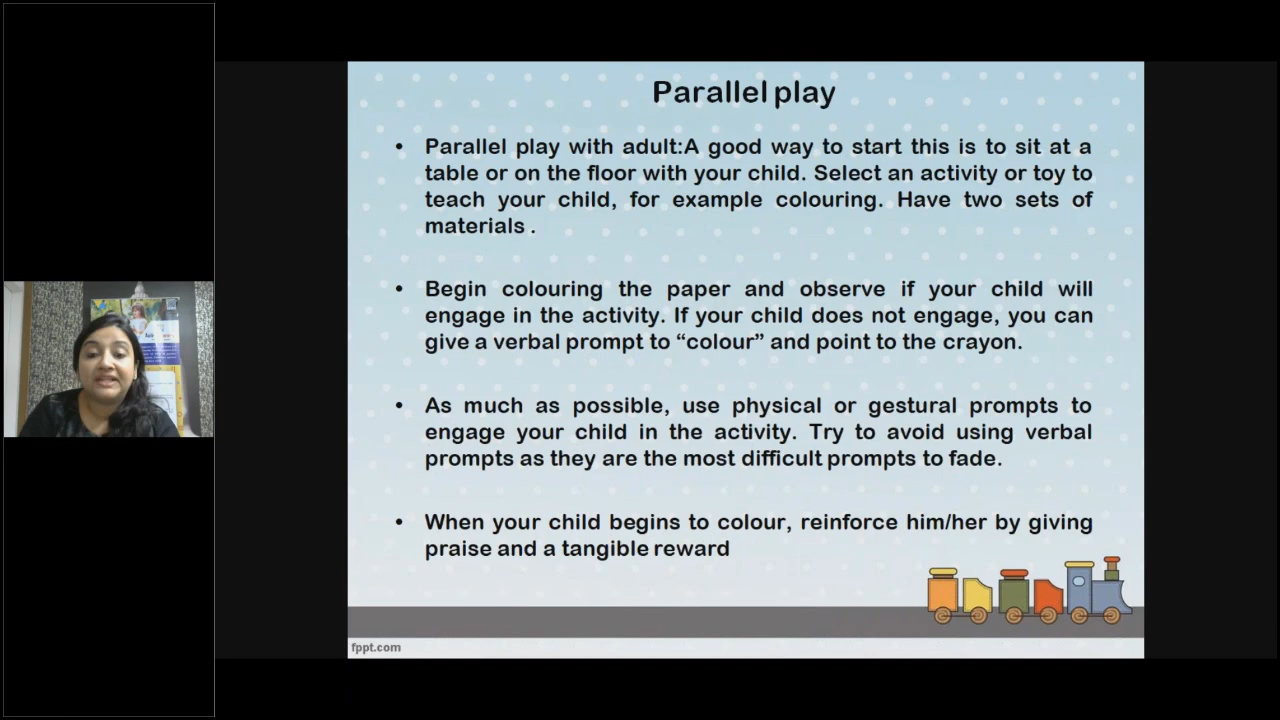 Parallel play
• Parallel play with adult:A good way to start this is to sit at a
table or on the floor with your child. Select an activity or toy to
teach your child, for example colouring. Have two sets of
materials .
• Begin colouring the paper and observe if your child will
engage in the activity. If your child does not engage, you can
give a verbal prompt to “colour” and point to the crayon.
• As much as possible, use physical or gestural prompts to
engage your child in the activity. Try to avoid using verbal
prompts as they are the most difficult prompts to fade.
• When your child begins to colour, reinforce him/her by giving
praise and a tangible reward
fppt.com